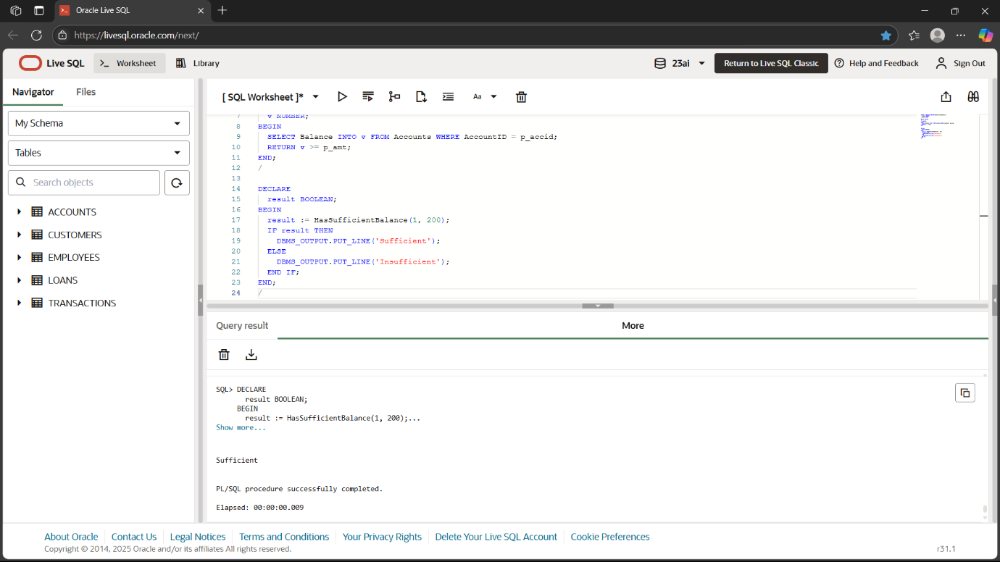 Oracle Live SQL
https://livesql.oracle.com/next/
Live SQL
Worksheet
Library
23ai
Return to Live SQL Classic
Help and Feedback
Sign Out
Navigator
Files
My Schema
Tables
Search objects
ACCOUNTS
CUSTOMERS
EMPLOYEES
LOANS
TRANSACTIONS
[ SQL Worksheet ]*
Aa
7 v NUMBER;
8 BEGIN
9 SELECT Balance INTO v FROM Accounts WHERE AccountID = p_accid;
10 RETURN v >= p_amt;
11 END;
12 /
13
14 DECLARE
15 result BOOLEAN;
16 BEGIN
17 result := HasSufficientBalance(1, 200);
18 IF result THEN
19 DBMS_OUTPUT.PUT_LINE('Sufficient');
20 ELSE
21 DBMS_OUTPUT.PUT_LINE('Insufficient');
22 END IF;
23 END;
24 /
Query result
More
SQL> DECLARE
result BOOLEAN;
BEGIN
result := HasSufficientBalance(1, 200);...
Show more...
Sufficient
PL/SQL procedure successfully completed.
Elapsed: 00:00:00.009
About Oracle
Contact Us
Legal Notices
Terms and Conditions
Your Privacy Rights
Delete Your Live SQL Account
Cookie Preferences
Copyright © 2014, 2025 Oracle and/or its affiliates All rights reserved.
r31.1